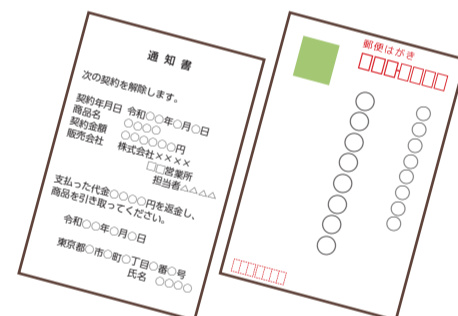 通知書
次の契約を解除します。
契約年月日 令和○○年○月○日
商品名 ○○○○
契約金額 ○○○○○○円
販売会社 株式会社××××
□□営業所
担当者△△△△
支払った代金○○○○円を返金し、
商品を引き取ってください。
令和○○年○月○日
東京都○市○町○丁目○番○号
氏名 ○○○○
郵便はがき